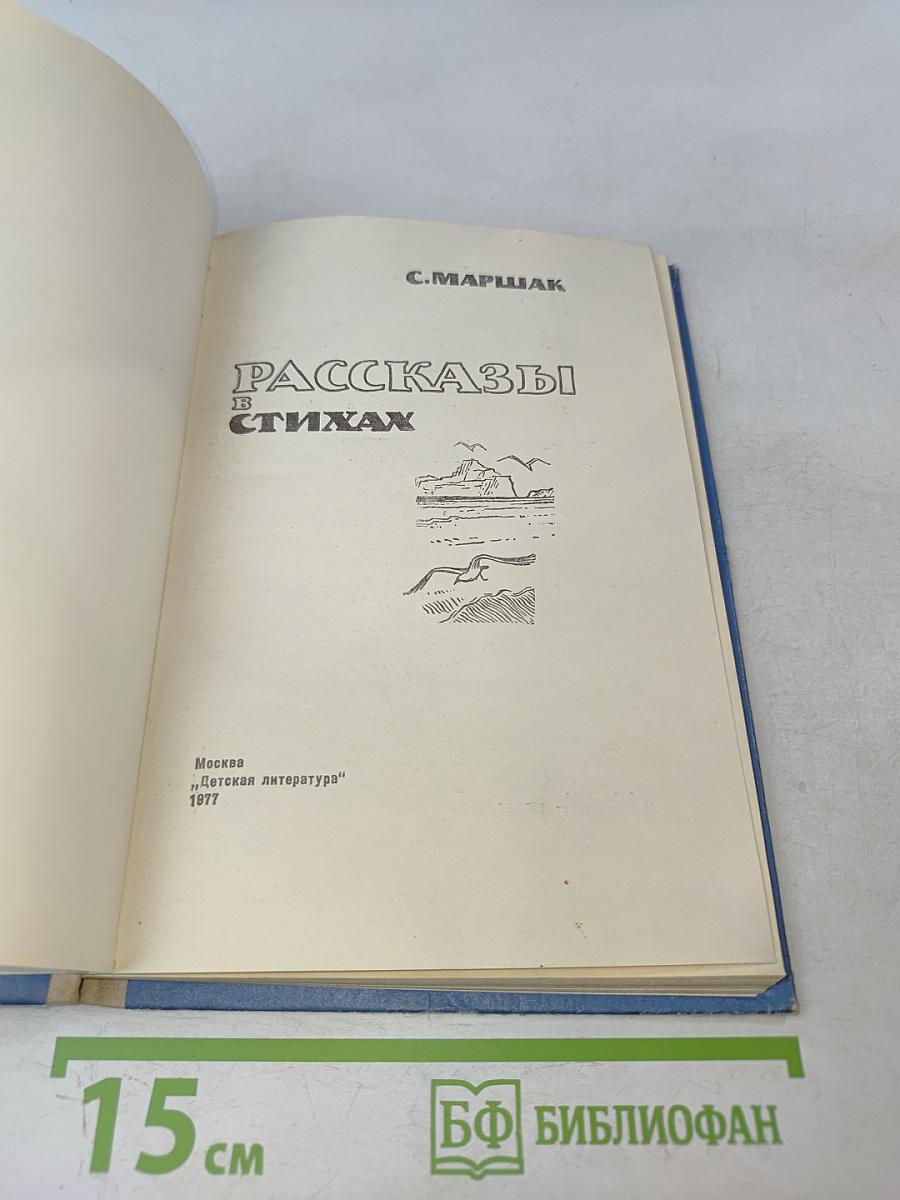 С.МАРШАК
РАССКАЗЫ
В
СТИХАХ
Москва
„Детская литература“
1977
15 см
БФ БИБЛИОФАН